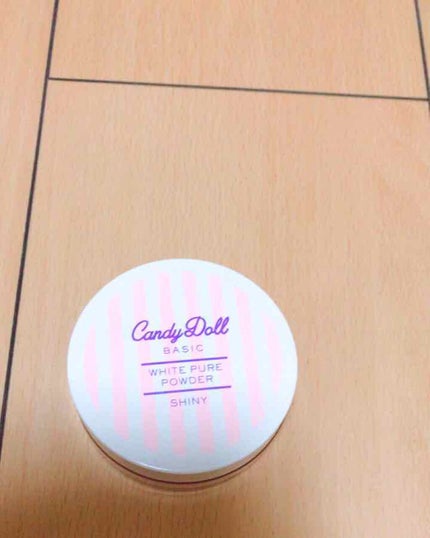 Candy Doll
BASIC
WHITE PURE
POWDER
SHINY